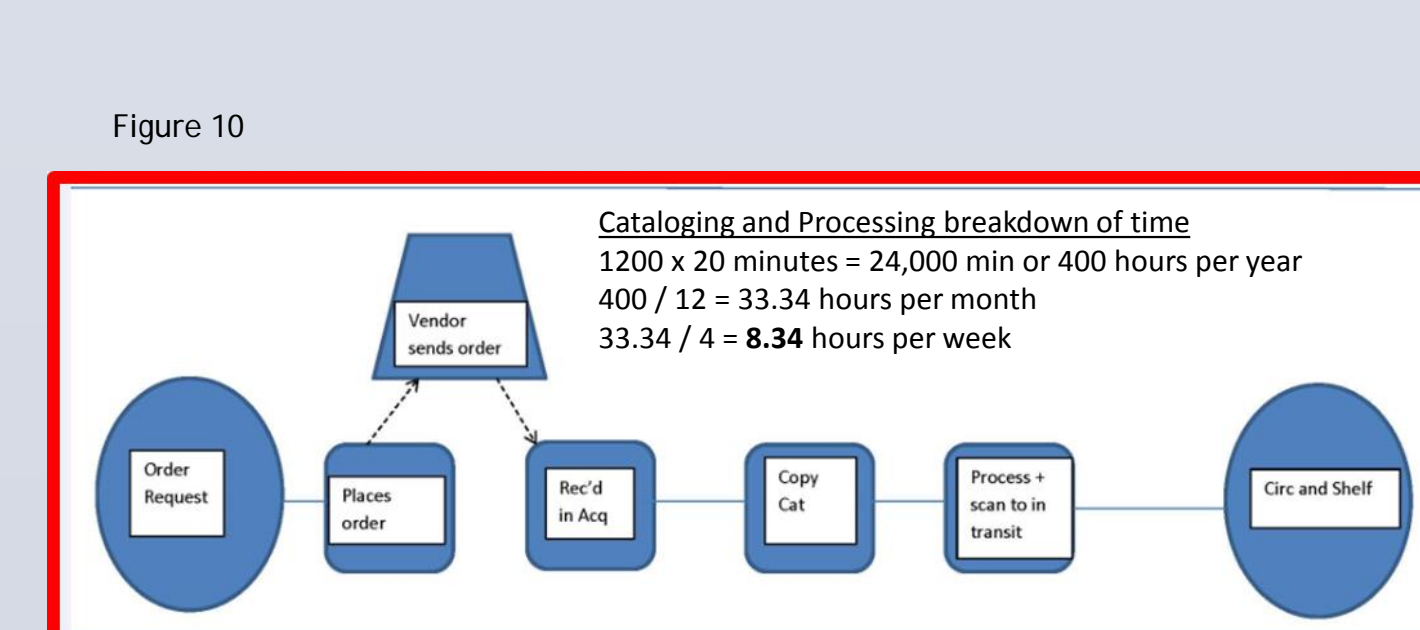 Figure 10
Cataloging and Processing breakdown of time
1200 x 20 minutes = 24,000 min or 400 hours per year
400 / 12 = 33.34 hours per month
33.34 / 4 = 8.34 hours per week
Vendor
sends order
Order
Request
Places
order
Rec'd
in Acq
Copy
Cat
Process +
scan to in
transit
Circ and Shelf